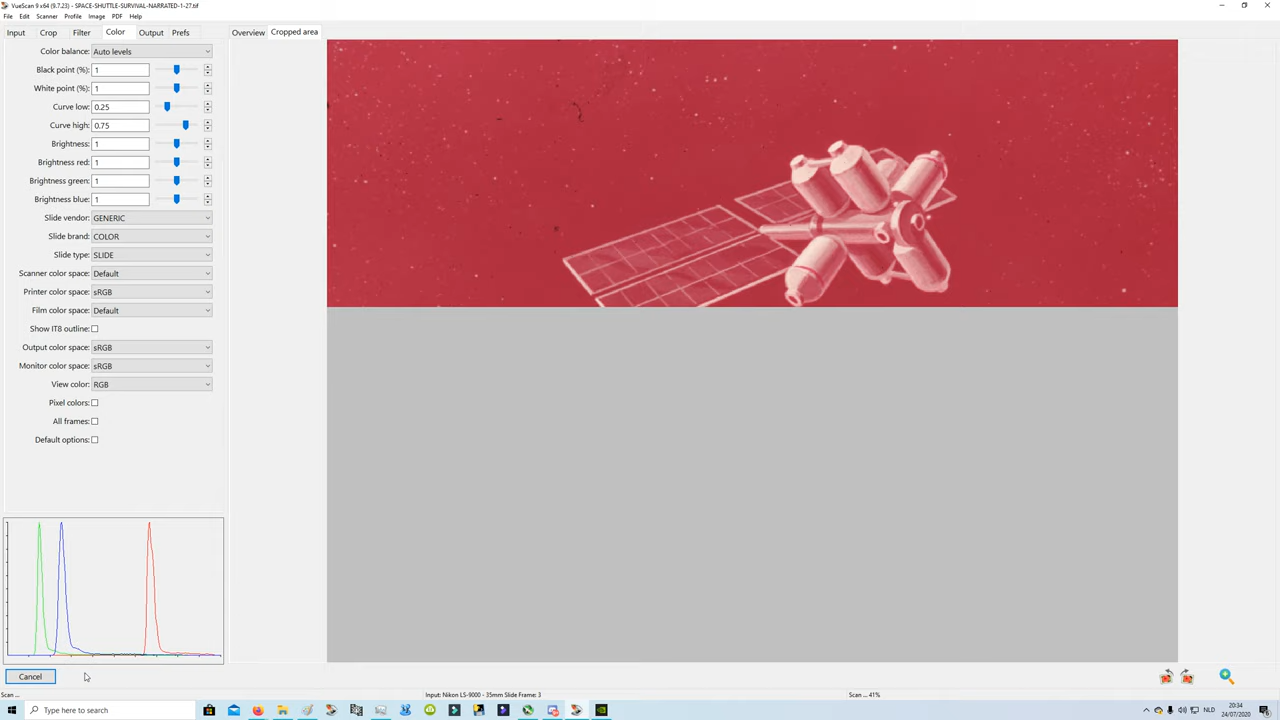 VueScan 9 x64 (9.7.23) - SPACE-SHUTTLE-SURVIVAL-NARRATED-1-27.tif
File Edit Scanner Profile Image PDF Help
Input Crop Filter Color Output Prefs Overview Cropped area
Color balance: Auto levels
Black point (%): 1
White point (%): 1
Curve low: 0.25
Curve high: 0.75
Brightness: 1
Brightness red: 1
Brightness green: 1
Brightness blue: 1
Slide vendor: GENERIC
Slide brand: COLOR
Slide type: SLIDE
Scanner color space: Default
Printer color space: sRGB
Film color space: Default
Show IT8 outline:
Output color space: sRGB
Monitor color space: sRGB
View color: RGB
Pixel colors:
All frames:
Default options:
Cancel
Scan ... Input: Nikon LS-9000 - 35mm Slide Frame: 3 Scan ... 41%
Type here to search
NLD
20:34
24/07/2020